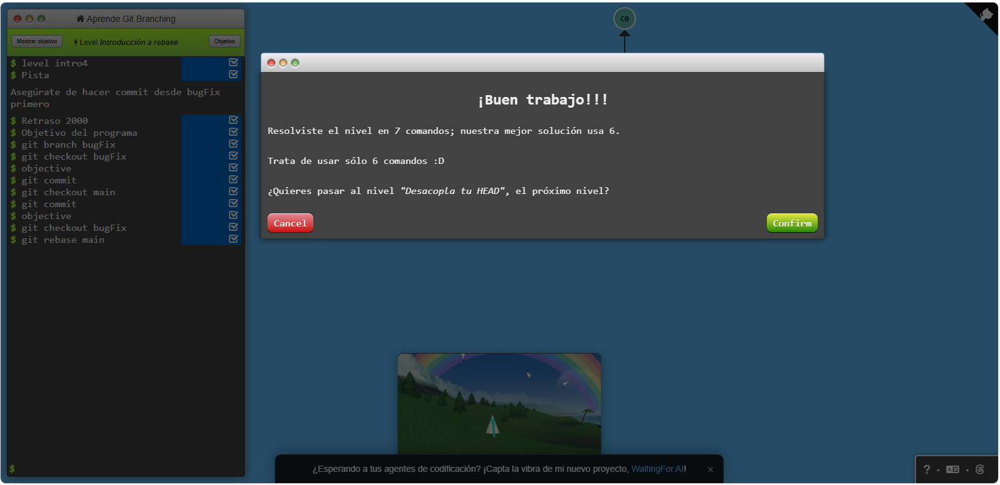 Aprende Git Branching
Mostrar objetivo
Level Introducción a rebase
Objetivo
$ level intro4
$ Pista
Asegúrate de hacer commit desde bugFix
primero
$ Retraso 2000
$ Objetivo del programa
$ git branch bugFix
$ git checkout bugFix
$ objective
$ git commit
$ git checkout main
$ git commit
$ objective
$ git checkout bugFix
$ git rebase main
$
C0
¡Buen trabajo!!!
Resolviste el nivel en 7 comandos; nuestra mejor solución usa 6.
Trata de usar sólo 6 comandos :D
¿Quieres pasar al nivel "Desacopla tu HEAD", el próximo nivel?
Cancel
Confirm
¿Esperando a tus agentes de codificación? ¡Capta la vibra de mi nuevo proyecto, WaitingFor.AI!